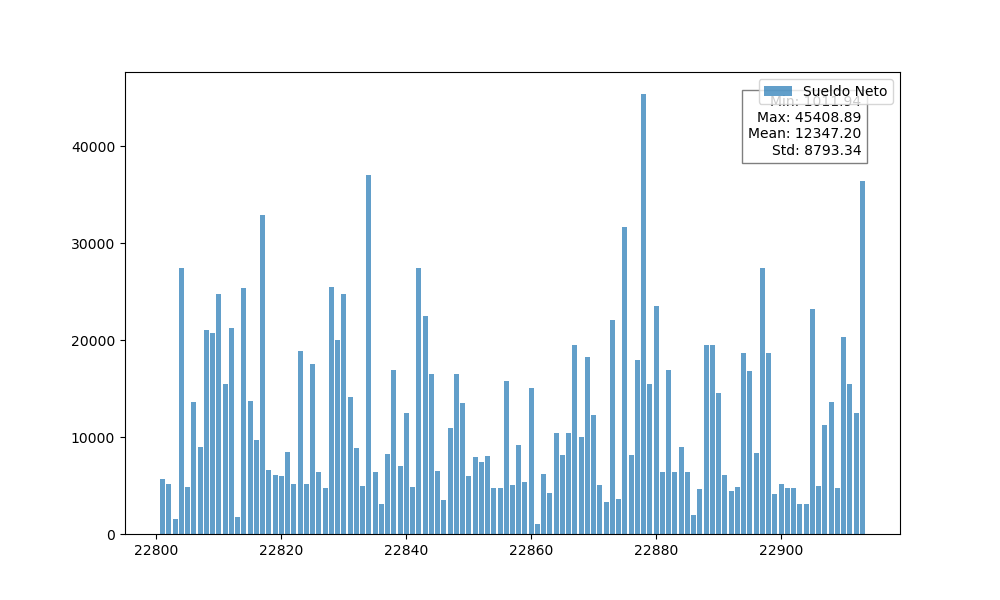 Sueldo Neto
Min: 1011.94
Max: 45408.89
Mean: 12347.20
Std: 8793.34
40000
30000
20000
10000
0
22800 22820 22840 22860 22880 22900